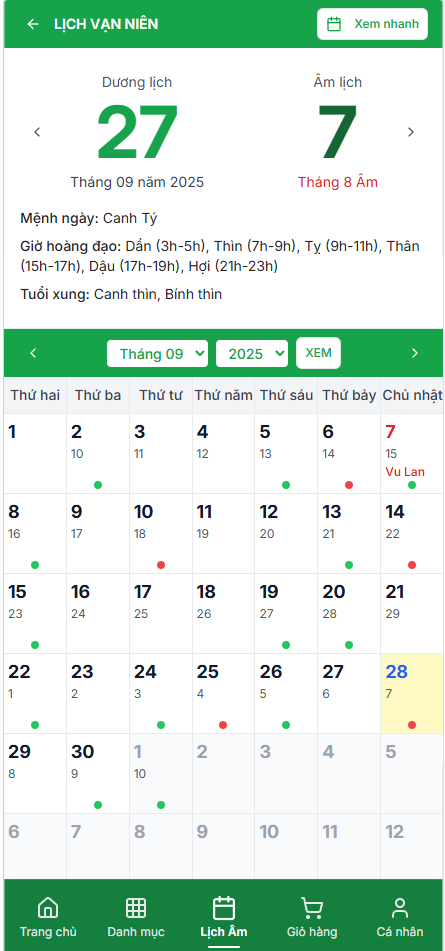 LỊCH VẠN NIÊN
Xem nhanh
Dương lịch
Âm lịch
27
7
Tháng 09 năm 2025
Tháng 8 Âm
Mệnh ngày: Canh Tý
Giờ hoàng đạo: Dần (3h-5h), Thìn (7h-9h), Tỵ (9h-11h), Thân
(15h-17h), Dậu (17h-19h), Hợi (21h-23h)
Tuổi xung: Canh thìn, Bính thìn
Tháng 09 2025 XEM
Thứ hai Thứ ba Thứ tư Thứ năm Thứ sáu Thứ bảy Chủ nhật
1 2 3 4 5 6 7
10 11 12 13 14 15
Vu Lan
8 9 10 11 12 13 14
16 17 18 19 20 21 22
15 16 17 18 19 20 21
23 24 25 26 27 28 29
22 23 24 25 26 27 28
1 2 3 4 5 6 7
29 30 1 2 3 4 5
8 9 10
6 7 8 9 10 11 12
Trang chủ Danh mục Lịch Âm Giỏ hàng Cá nhân